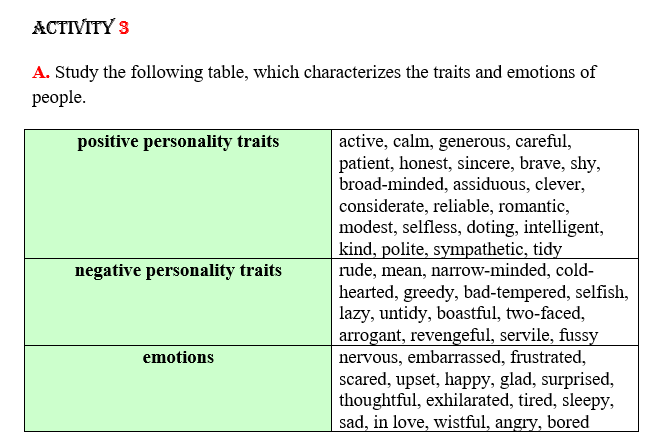 ACTIVITY 3
A. Study the following table, which characterizes the traits and emotions of
people.
positive personality traits
active, calm, generous, careful,
patient, honest, sincere, brave, shy,
broad-minded, assiduous, clever,
considerate, reliable, romantic,
modest, selfless, doting, intelligent,
kind, polite, sympathetic, tidy
negative personality traits
rude, mean, narrow-minded, cold-
hearted, greedy, bad-tempered, selfish,
lazy, untidy, boastful, two-faced,
arrogant, revengeful, servile, fussy
emotions
nervous, embarrassed, frustrated,
scared, upset, happy, glad, surprised,
thoughtful, exhilarated, tired, sleepy,
sad, in love, wistful, angry, bored